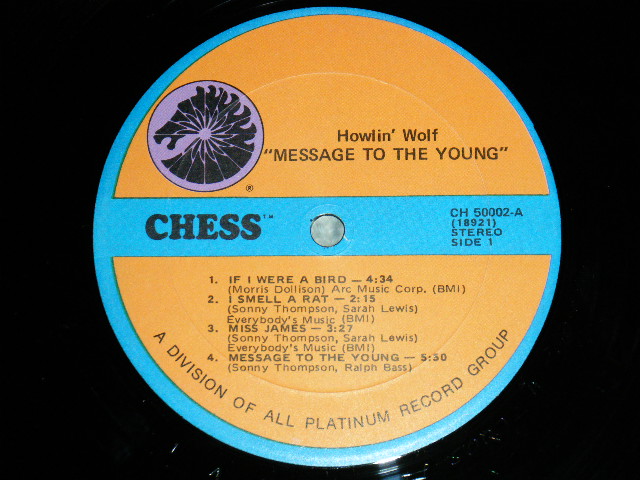 Howlin' Wolf
"MESSAGE TO THE YOUNG"
®
CHESS™
CH 50002-A
(18921)
STEREO
SIDE 1
1. IF I WERE A BIRD — 4:34
(Morris Dollison) Arc Music Corp. (BMI)
2. I SMELL A RAT — 2:15
(Sonny Thompson, Sarah Lewis)
Everybody's Music (BMI)
3. MISS JAMES — 3:27
(Sonny Thompson, Sarah Lewis)
Everybody's Music (BMI)
4. MESSAGE TO THE YOUNG — 5:30
(Sonny Thompson, Ralph Bass)
A DIVISION OF ALL PLATINUM RECORD GROUP